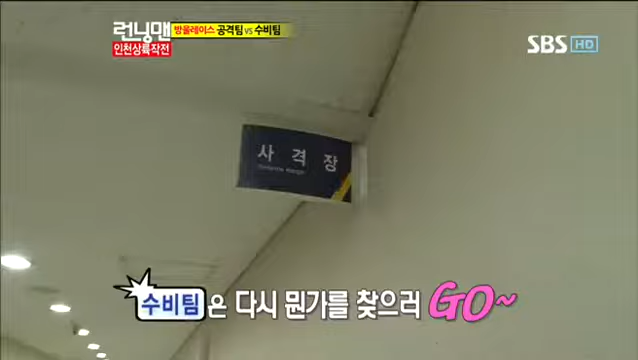 런닝맨
인천상륙작전
방울레이스 공격팀 vs 수비팀
SBS HD
사격장
수비팀은 다시 뭔가를 찾으러 GO~